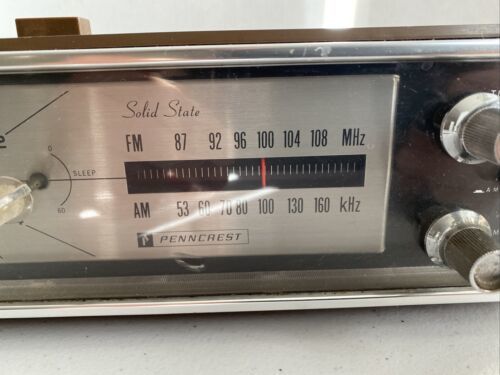 Solid State
FM 87 92 96 100 104 108 MHz
0
SLEEP
60
AM 53 60 70 80 100 130 160 kHz
PENNCREST